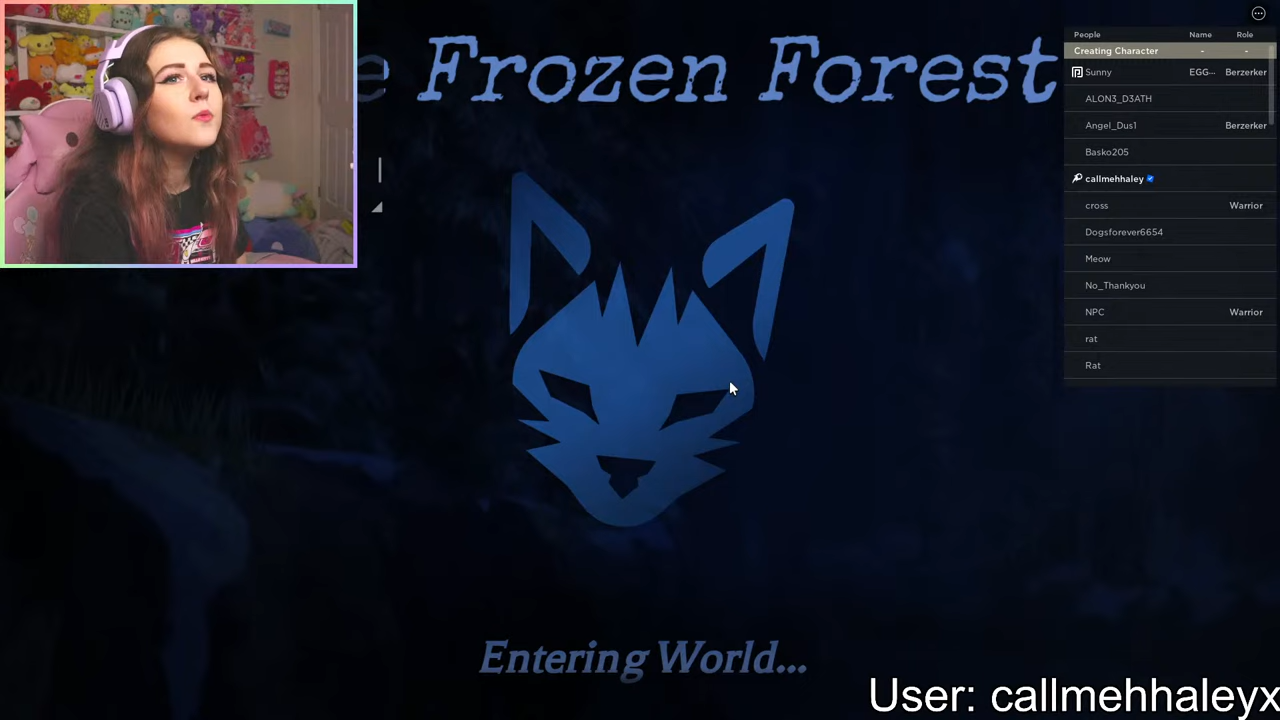 e Frozen Forest
People Name Role
Creating Character - -
Sunny EGG... Berzerker
ALON3_D3ATH
Angel_Dus1 Berzerker
Basko205
callmehhaley
cross Warrior
Dogsforever6654
Meow
No_Thankyou
NPC Warrior
rat
Rat
Entering World...
User: callmehhaleyx